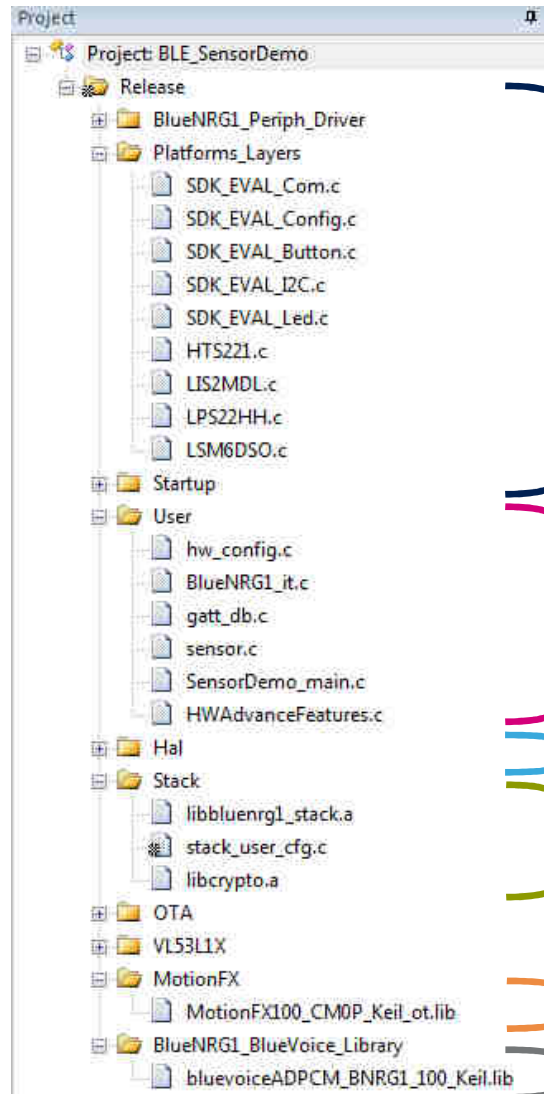 Project
Project: BLE_SensorDemo
Release
BlueNRG1_Periph_Driver
Platforms_Layers
SDK_EVAL_Com.c
SDK_EVAL_Config.c
SDK_EVAL_Button.c
SDK_EVAL_I2C.c
SDK_EVAL_Led.c
HTS221.c
LIS2MDL.c
LPS22HH.c
LSM6DSO.c
Startup
User
hw_config.c
BlueNRG1_it.c
gatt_db.c
sensor.c
SensorDemo_main.c
HWAdvanceFeatures.c
Hal
Stack
libbluenrg1_stack.a
stack_user_cfg.c
libcrypto.a
OTA
VL53L1X
MotionFX
MotionFX100_CM0P_Keil_ot.lib
BlueNRG1_BlueVoice_Library
bluevoiceADPCM_BNRG1_100_Keil.lib